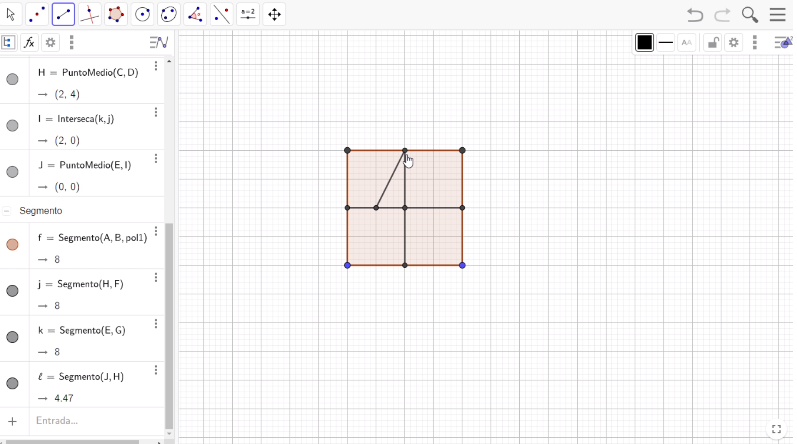 a=2
fx
AA
H = PuntoMedio(C, D)
→ (2, 4)
I = Interseca(k, j)
→ (2, 0)
J = PuntoMedio(E, I)
→ (0, 0)
Segmento
f = Segmento(A, B, pol1)
→ 8
j = Segmento(H, F)
→ 8
k = Segmento(E, G)
→ 8
ℓ = Segmento(J, H)
→ 4.47
Entrada…